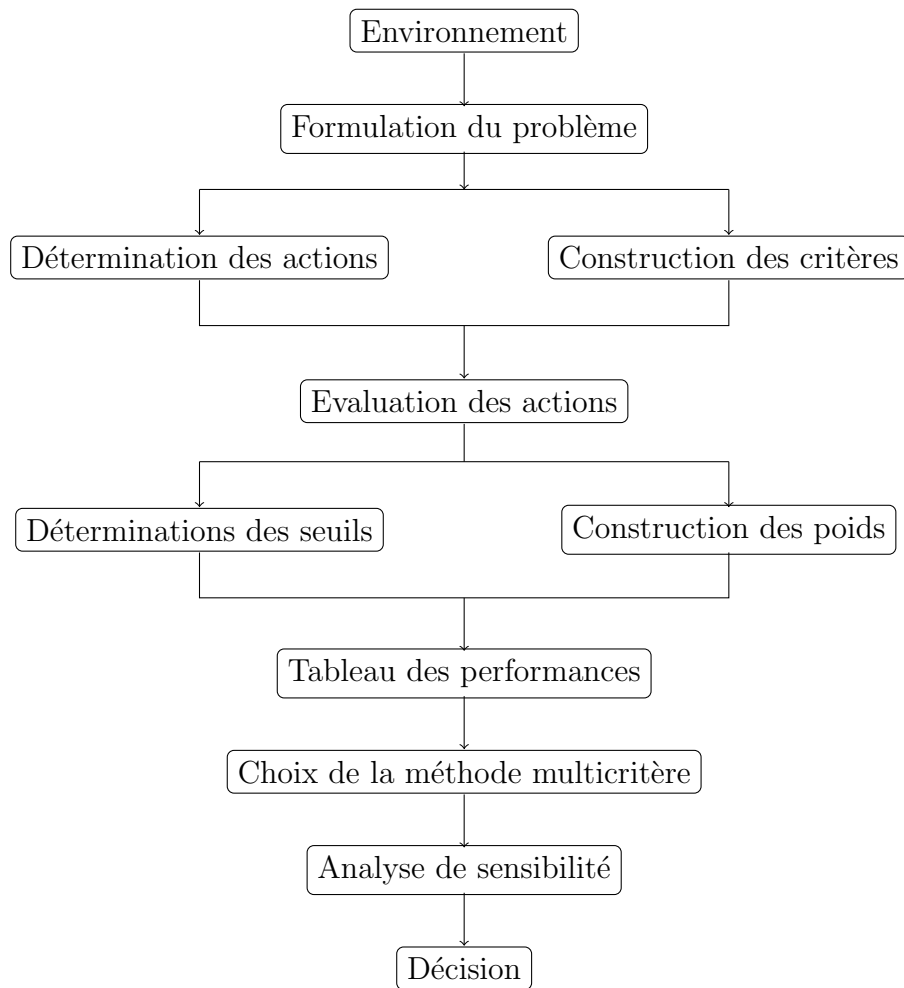 Environnement
Formulation du problème
Détermination des actions
Construction des critères
Evaluation des actions
Déterminations des seuils
Construction des poids
Tableau des performances
Choix de la méthode multicritère
Analyse de sensibilité
Décision